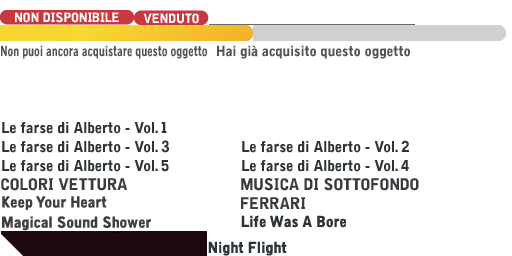 NON DISPONIBILE VENDUTO
Non puoi ancora acquistare questo oggetto Hai già acquisito questo oggetto
Le farse di Alberto - Vol. 1
Le farse di Alberto - Vol. 3 Le farse di Alberto - Vol. 2
Le farse di Alberto - Vol. 5 Le farse di Alberto - Vol. 4
COLORI VETTURA MUSICA DI SOTTOFONDO
Keep Your Heart FERRARI
Magical Sound Shower Life Was A Bore
Night Flight